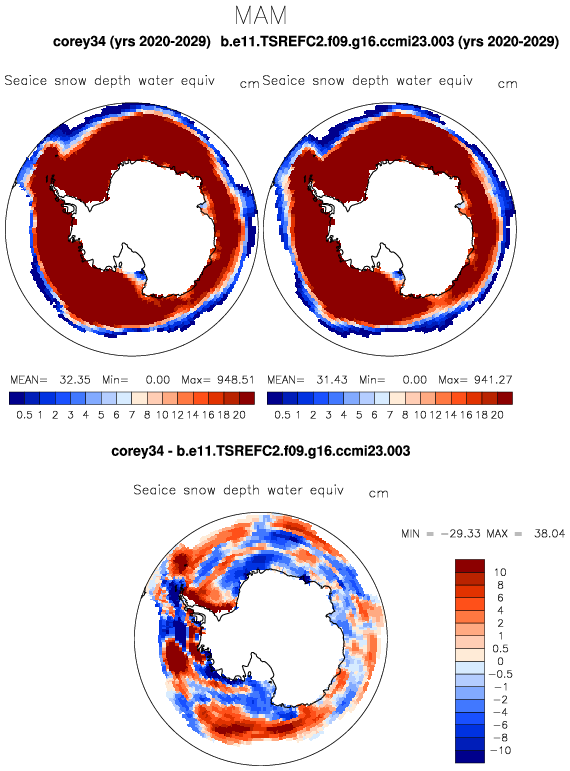 MAM
corey34 (yrs 2020-2029) b.e11.TSREFC2.f09.g16.ccmi23.003 (yrs 2020-2029)
Seaice snow depth water equiv cm Seaice snow depth water equiv cm
MEAN= 32.35 Min= 0.00 Max= 948.51 MEAN= 31.43 Min= 0.00 Max= 941.27
0.5 1 2 3 4 5 6 7 8 10 12 14 16 18 20 0.5 1 2 3 4 5 6 7 8 10 12 14 16 18 20
corey34 - b.e11.TSREFC2.f09.g16.ccmi23.003
Seaice snow depth water equiv cm
MIN = -29.33 MAX = 38.04
10
8
6
4
2
1
0.5
0
-0.5
-1
-2
-4
-6
-8
-10